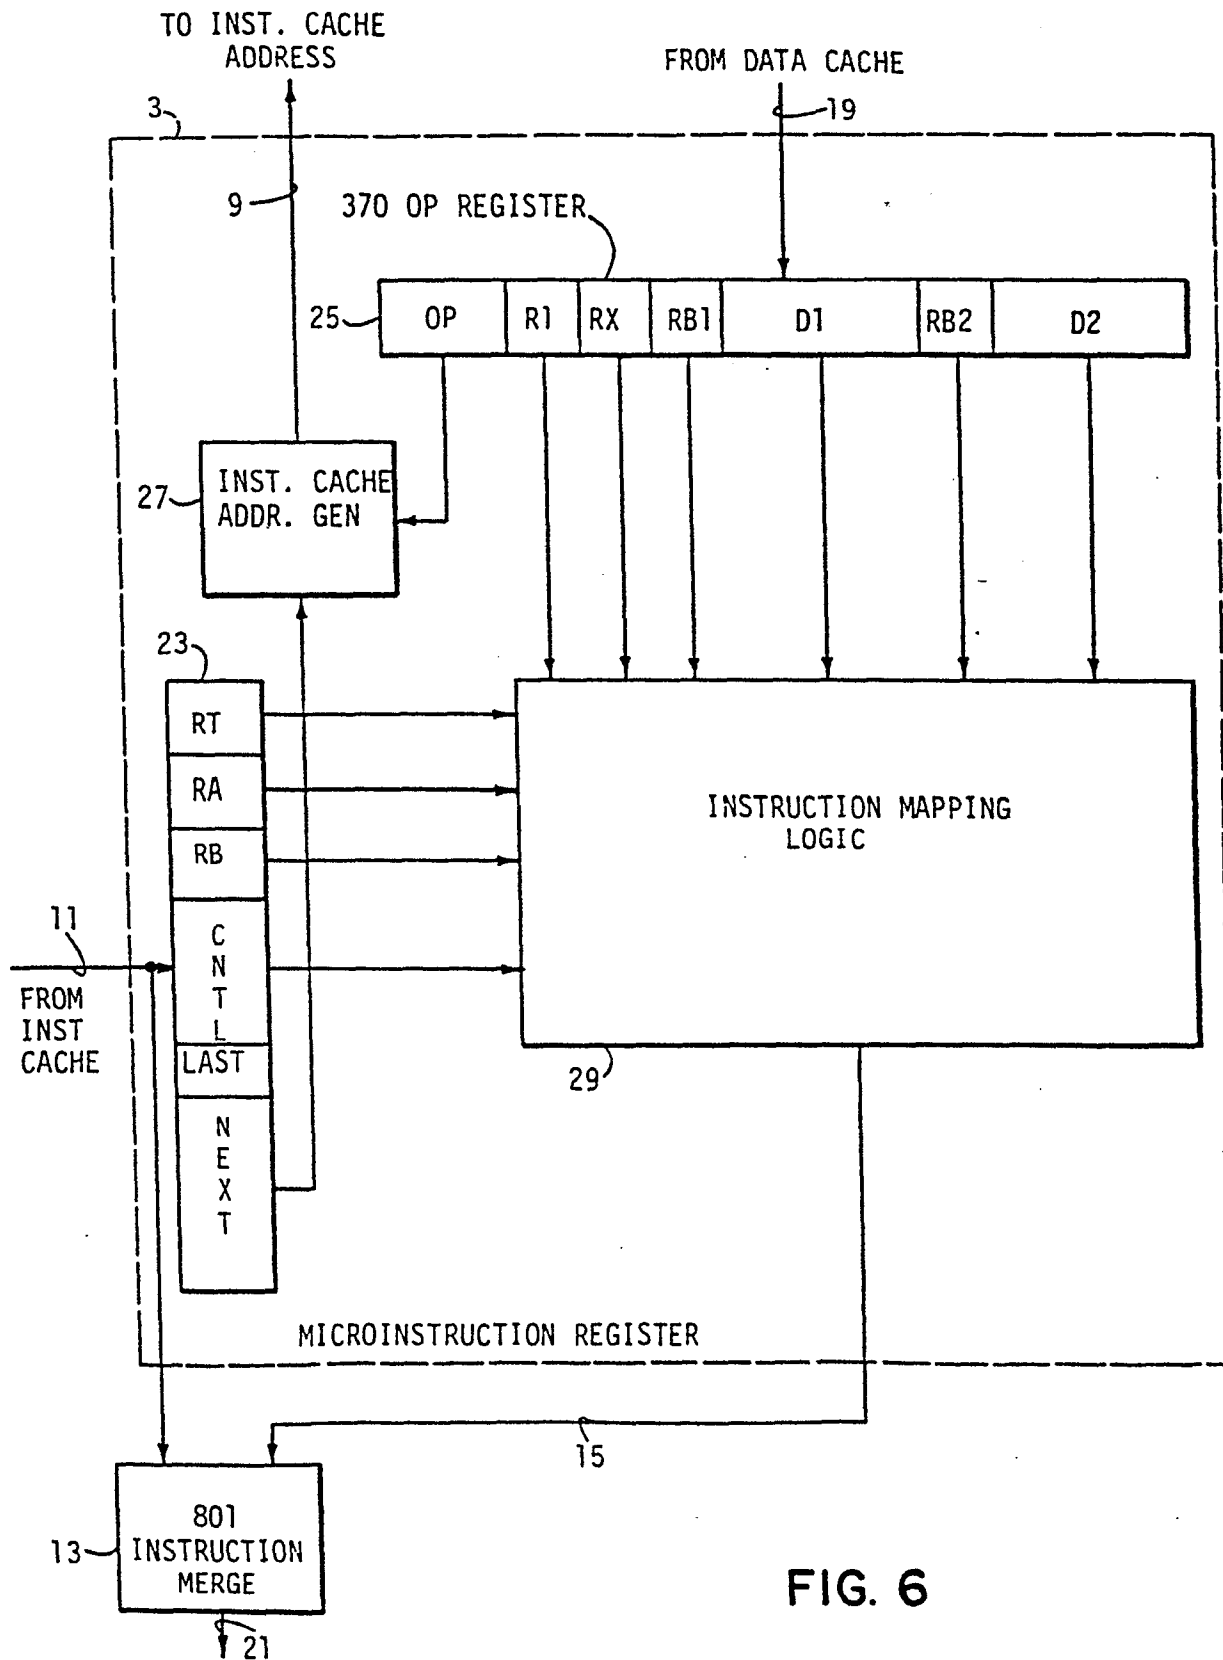 TO INST. CACHE
ADDRESS
FROM DATA CACHE
3
19
9
370 OP REGISTER
25
OP
R1
RX
RB1
D1
RB2
D2
27
INST. CACHE
ADDR. GEN
23
RT
RA
RB
CNTL
LAST
NEXT
INSTRUCTION MAPPING
LOGIC
11
FROM
INST
CACHE
29
MICROINSTRUCTION REGISTER
15
801
INSTRUCTION
MERGE
13
21
FIG. 6